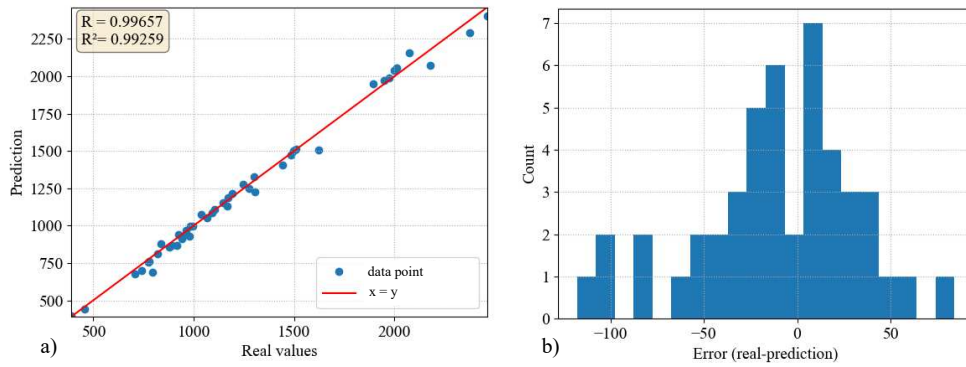 R = 0.99657
R²= 0.99259
2250
2000
1750
1500
1250
1000
750
500
Prediction
data point
x = y
500
1000
1500
2000
Real values
a)
7
6
5
4
3
2
1
0
Count
−100
−50
0
50
Error (real-prediction)
b)